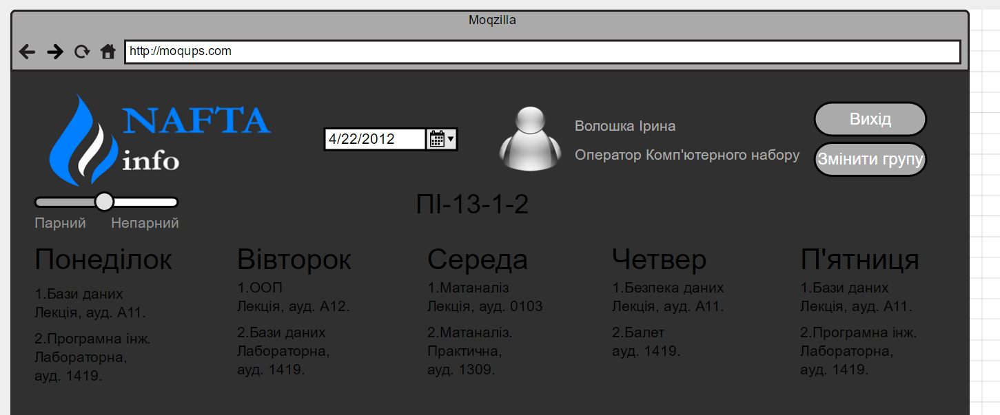 Moqzilla
http://moqups.com
NAFTA
info
4/22/2012
Волошка Ірина
Оператор Комп'ютерного набору
Вихід
Змінити групу
Парний
Непарний
ПІ-13-1-2
Понеділок
1.Бази даних
Лекція, ауд. А11.
2.Програмна інж.
Лабораторна,
ауд. 1419.
Вівторок
1.ООП
Лекція, ауд. А12.
2.Бази даних
Лабораторна,
ауд. 1419.
Середа
1.Матаналіз
Лекція, ауд. 0103
2.Матаналіз.
Практична,
ауд. 1309.
Четвер
1.Безпека даних
Лекція, ауд. А11.
2.Балет
ауд. 1419.
П'ятниця
1.Бази даних
Лекція, ауд. А11.
2.Програмна інж.
Лабораторна,
ауд. 1419.